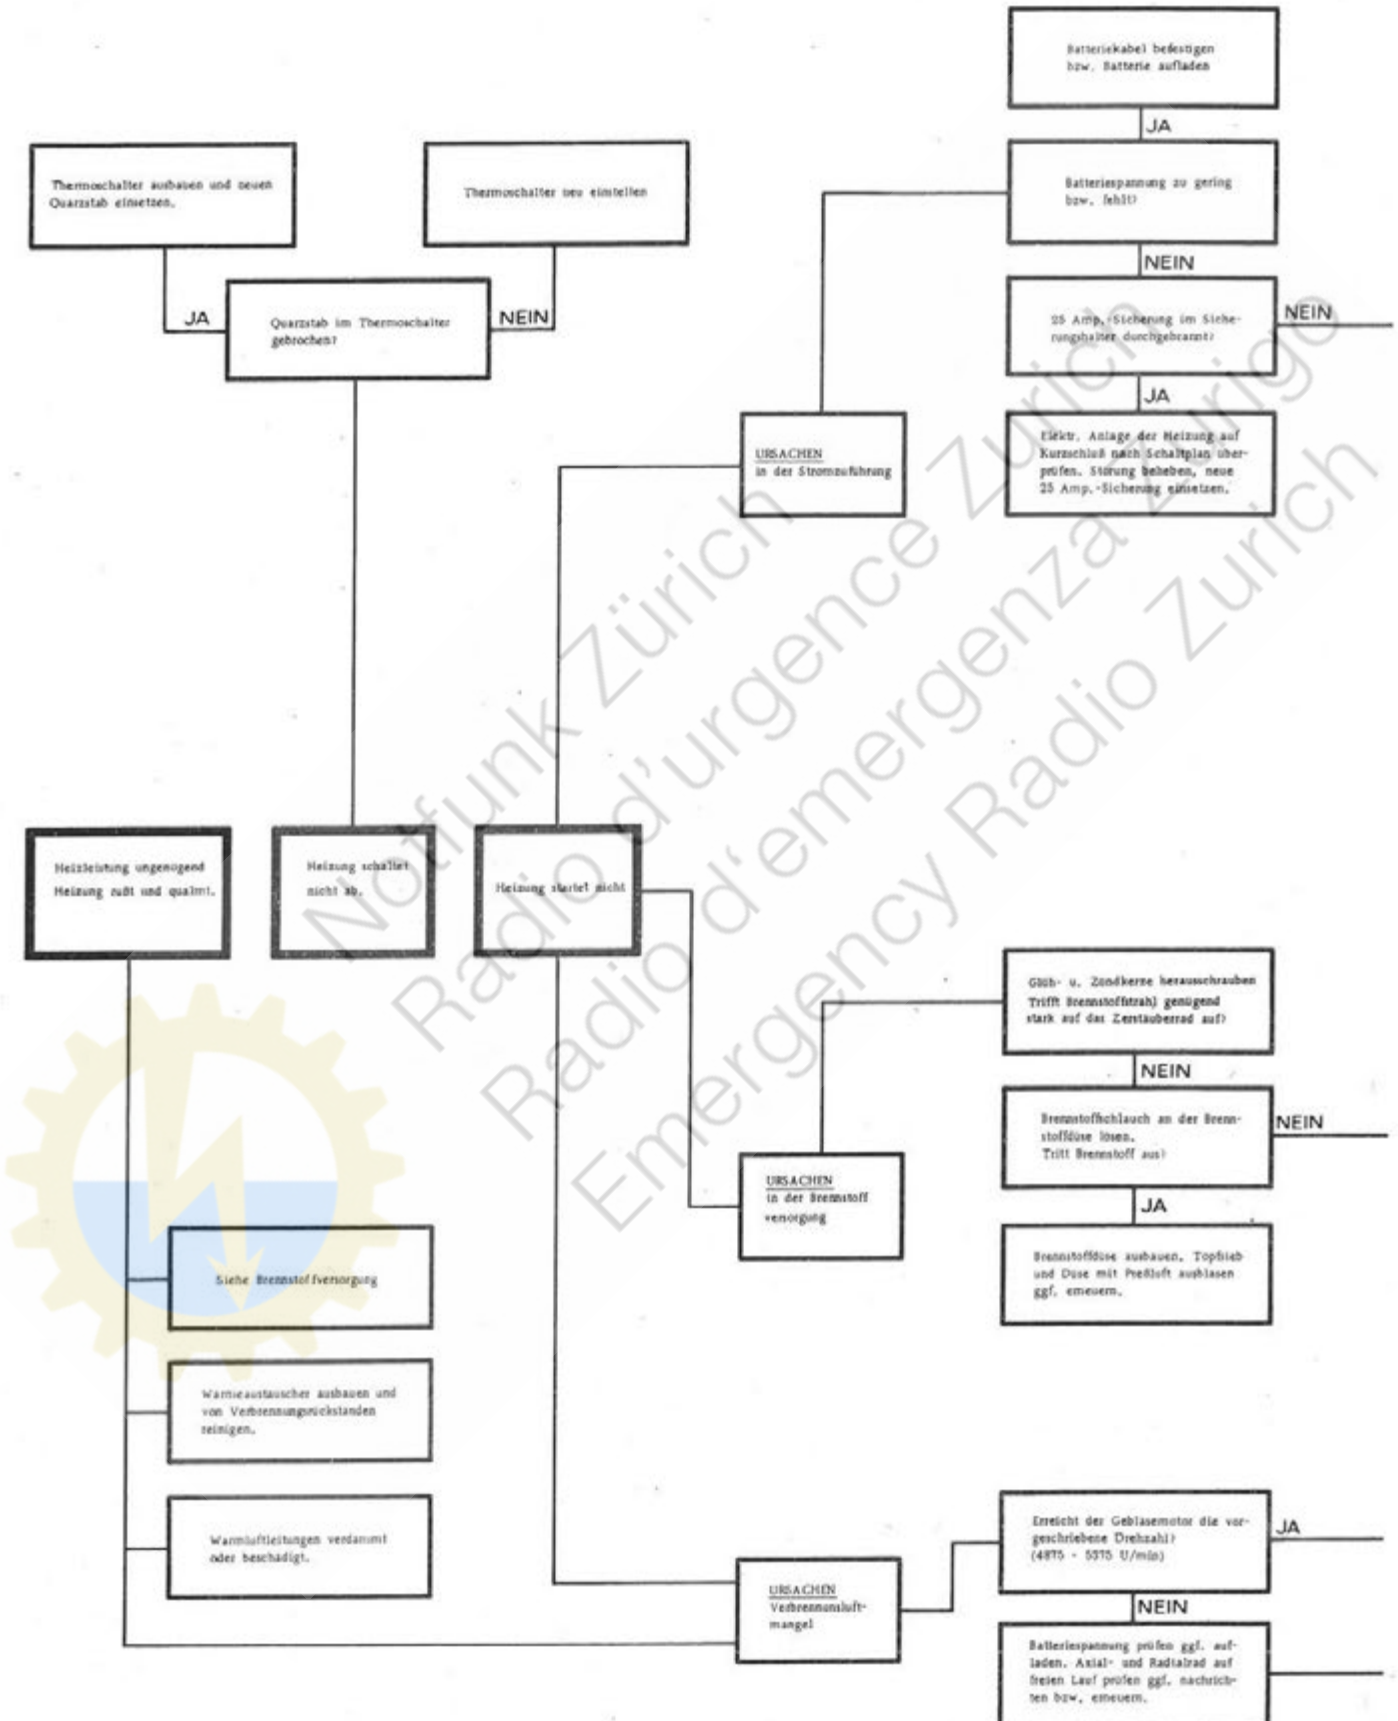 Batteriekabel befestigen
bzw. Batterie aufladen
JA
Batteriespannung zu gering
bzw. fehlt?
NEIN
25 Amp.-Sicherung im Siche-
rungshalter durchgebrannt?
NEIN
JA
Elektr. Anlage der Heizung auf
Kurzschluß nach Schaltplan über-
prüfen. Störung beheben, neue
25 Amp.-Sicherung einsetzen.
Thermoschalter ausbauen und neuen
Quarzstab einsetzen.
Thermoschalter neu einstellen
JA
Quarzstab im Thermoschalter
gebrochen?
NEIN
URSACHEN
in der Stromzuführung
Heizleistung ungenügend
Heizung rußt und qualmt.
Heizung schaltet
nicht ab.
Heizung startet nicht
Glüh- u. Zündkerze herausschrauben
Trifft Brennstoffstrahl genügend
stark auf das Zerstäuberrad auf?
NEIN
Brennstoffschlauch an der Brenn-
stoffdüse lösen.
Tritt Brennstoff aus?
NEIN
JA
Brennstoffdüse ausbauen. Topfsieb
und Düse mit Preßluft ausblasen
ggf. erneuern.
URSACHEN
in der Brennstoff
versorgung
Siehe Brennstoffversorgung
Wärmeaustauscher ausbauen und
von Verbrennungsrückständen
reinigen.
Warmluftleitungen verdämmt
oder beschädigt.
URSACHEN
Verbrennunsluft-
mangel
Erreicht der Gebläsemotor die vor-
geschriebene Drehzahl?
(4875 - 5375 U/min)
JA
NEIN
Batteriespannung prüfen ggf. auf-
laden. Axial- und Radialrad auf
freien Lauf prüfen ggf. nachrich-
ten bzw. erneuern.
Notfunk Zürich
Radio d'urgence Zurich
Radio d'emergenza Zurigo
Emergency Radio Zurich